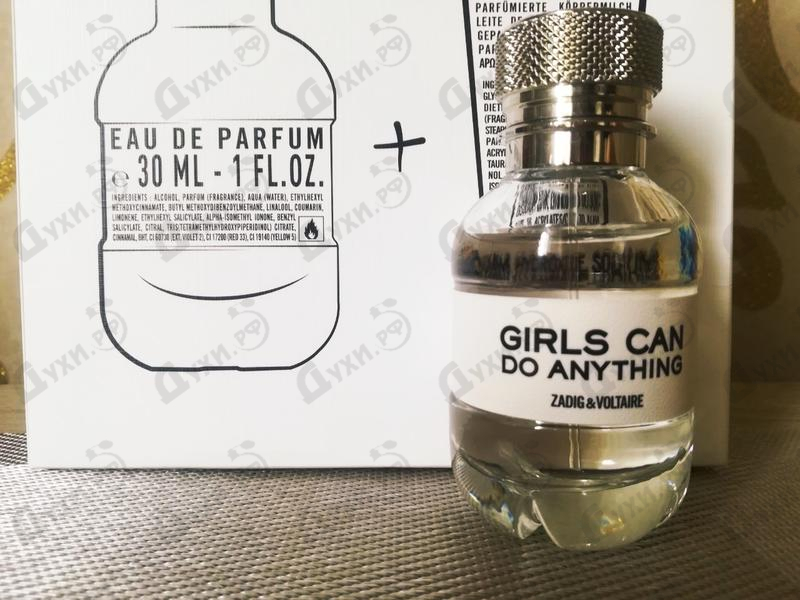 EAU DE PARFUM
e 30 ML - 1 FL.OZ.
INGREDIENTS : ALCOHOL, PARFUM (FRAGRANCE), AQUA (WATER), ETHYLHEXYL
METHOXYCINNAMATE, BUTYL METHOXYDIBENZOYLMETHANE, LINALOOL, COUMARIN,
LIMONENE, ETHYLHEXYL SALICYLATE, ALPHA-ISOMETHYL IONONE, BENZYL
SALICYLATE, CITRAL, TRIS(TETRAMETHYLHYDROXYPIPERIDINOL) CITRATE,
CINNAMAL, BHT, CI 60730 (EXT. VIOLET 2), CI 17200 (RED 33), CI 19140 (YELLOW 5)
+
PARFÜMIERTE KÖRPERMILCH
LEITE DE
GIRLS CAN
DO ANYTHING
ZADIG & VOLTAIRE
Духи.рф